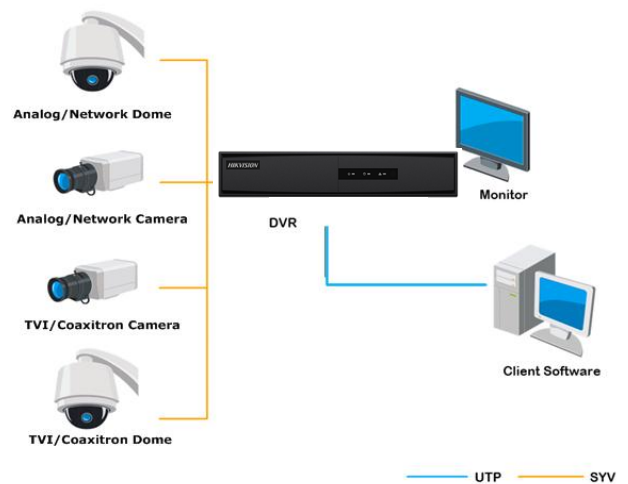 Analog/Network Dome
HIKVISION
Monitor
Analog/Network Camera
DVR
TVI/Coaxitron Camera
Client Software
TVI/Coaxitron Dome
UTP
SYV